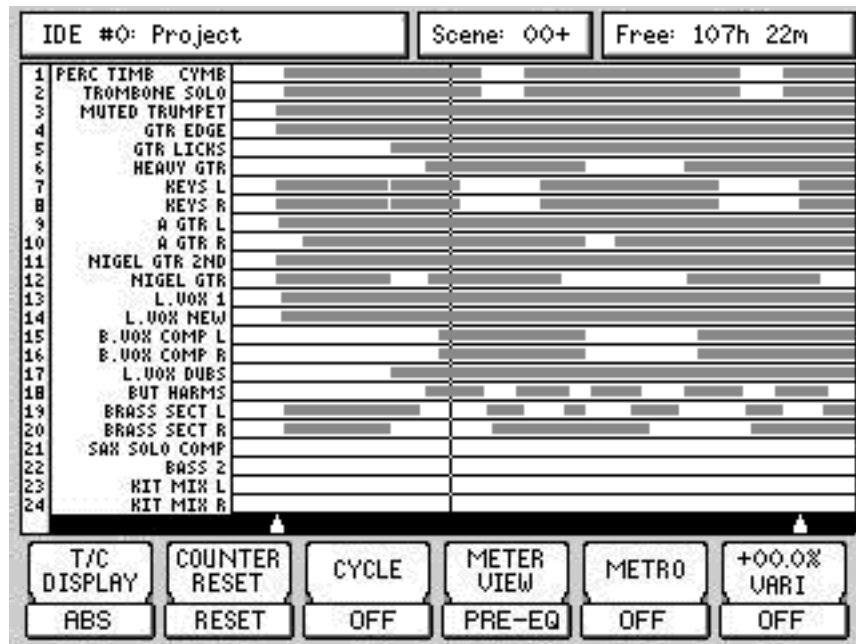 IDE #0: Project Scene: 00+ Free: 107h 22m
1 PERC TIMB CYMB
2 TROMBONE SOLO
3 MUTED TRUMPET
4 GTR EDGE
5 GTR LICKS
6 HEAVY GTR
7 KEYS L
8 KEYS R
9 A GTR L
10 A GTR R
11 NIGEL GTR 2ND
12 NIGEL GTR
13 L.VOX 1
14 L.VOX NEW
15 B.VOX COMP L
16 B.VOX COMP R
17 L.VOX DUBS
18 BUT HARMS
19 BRASS SECT L
20 BRASS SECT R
21 SAX SOLO COMP
22 BASS 2
23 KIT MIX L
24 KIT MIX R
T/C DISPLAY
ABS
COUNTER RESET
RESET
CYCLE
OFF
METER VIEW
PRE-EQ
METRO
OFF
+00.0% VARI
OFF